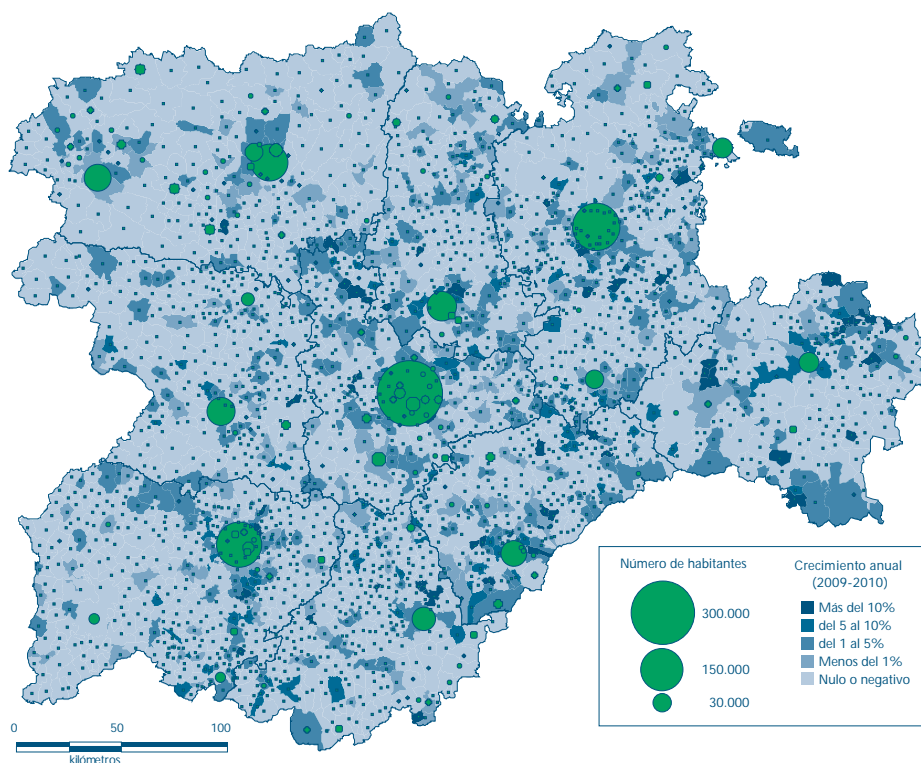 Número de habitantes
300.000
150.000
30.000
Crecimiento anual
(2009-2010)
Más del 10%
del 5 al 10%
del 1 al 5%
Menos del 1%
Nulo o negativo
0 50 100
kilómetros